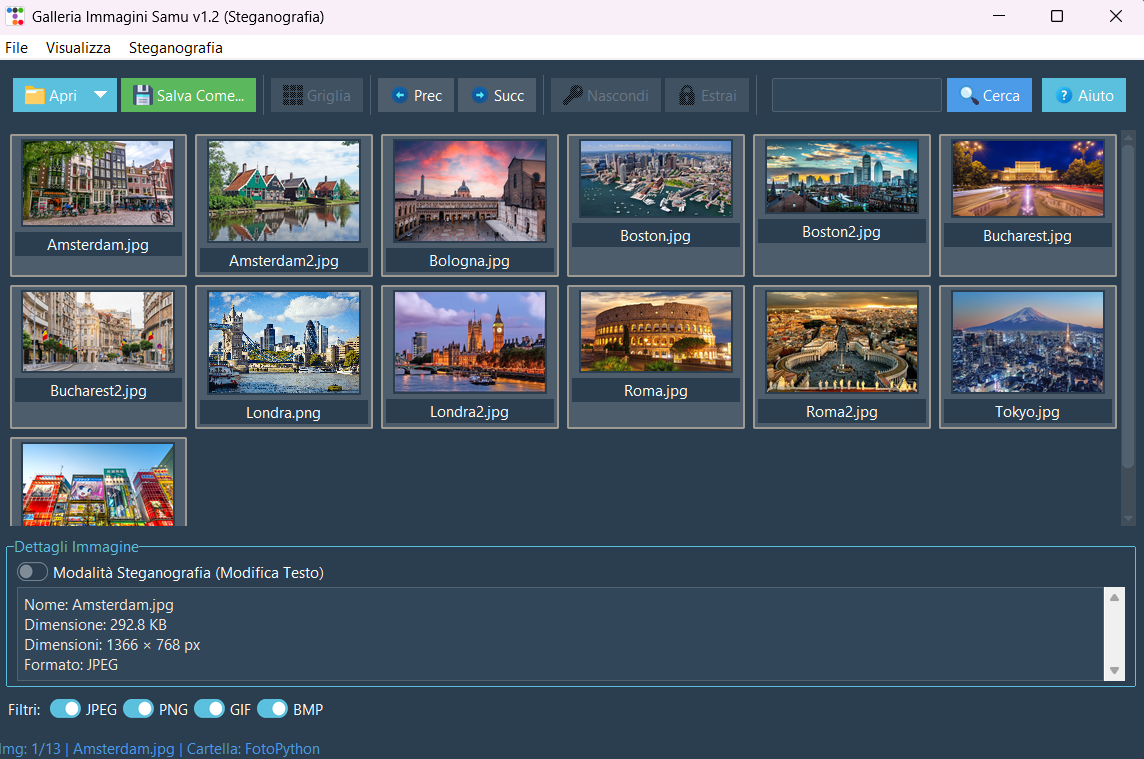 Galleria Immagini Samu v1.2 (Steganografia)
File Visualizza Steganografia
Apri Salva Come... Griglia Prec Succ Nascondi Estrai Cerca Aiuto
Amsterdam.jpg Amsterdam2.jpg Bologna.jpg Boston.jpg Boston2.jpg Bucharest.jpg
Bucharest2.jpg Londra.png Londra2.jpg Roma.jpg Roma2.jpg Tokyo.jpg
Dettagli Immagine
Modalità Steganografia (Modifica Testo)
Nome: Amsterdam.jpg
Dimensione: 292.8 KB
Dimensioni: 1366 × 768 px
Formato: JPEG
Filtri: JPEG PNG GIF BMP
Img: 1/13 | Amsterdam.jpg | Cartella: FotoPython